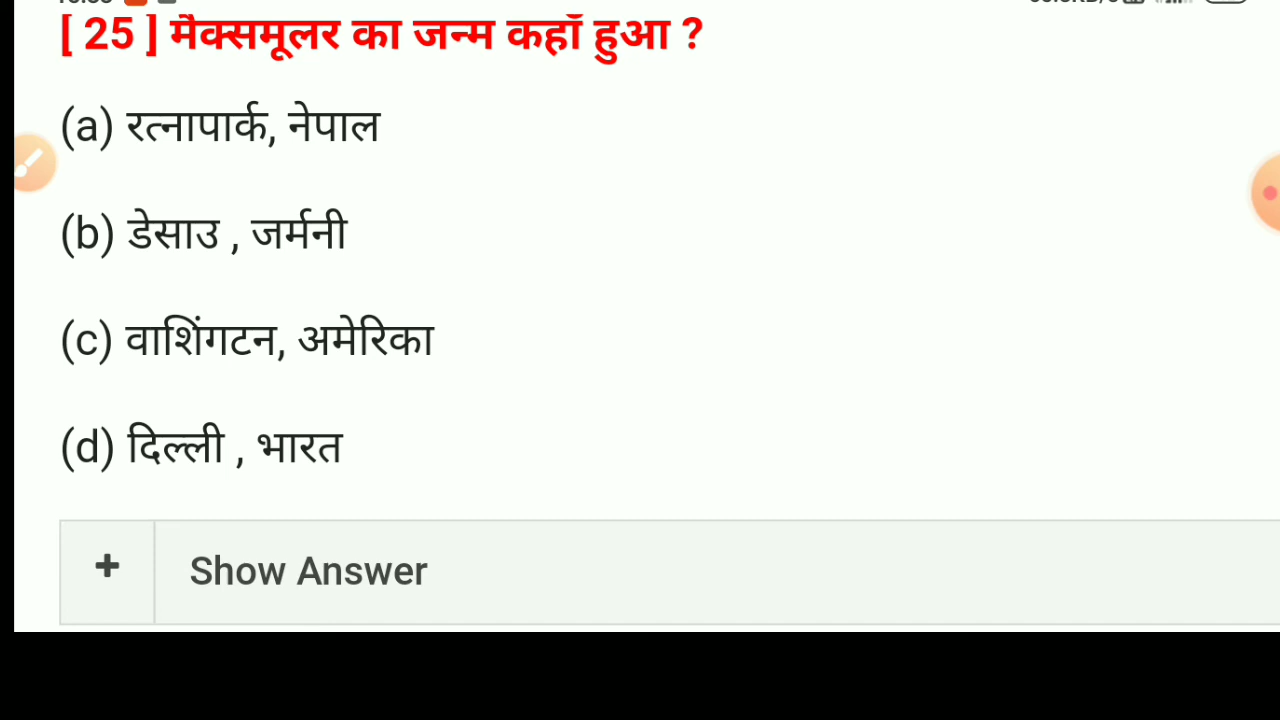 [ 25 ] मैक्समूलर का जन्म कहाँ हुआ ?
(a) रत्नापार्क, नेपाल
(b) डेसाउ , जर्मनी
(c) वाशिंगटन, अमेरिका
(d) दिल्ली , भारत
+ Show Answer